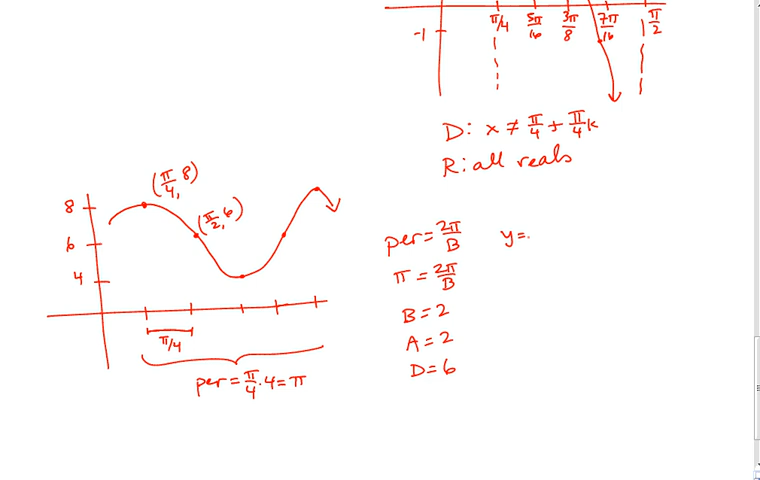 -1
π/4 5π/16 3π/8 7π/16 π/2
D: x ≠ π/4 + π/4 k
R: all reals
(π/4, 8)
8
(π/2, 6)
6
4
π/4
per = π/4 · 4 = π
per = 2π/B
y =
π = 2π/B
B = 2
A = 2
D = 6